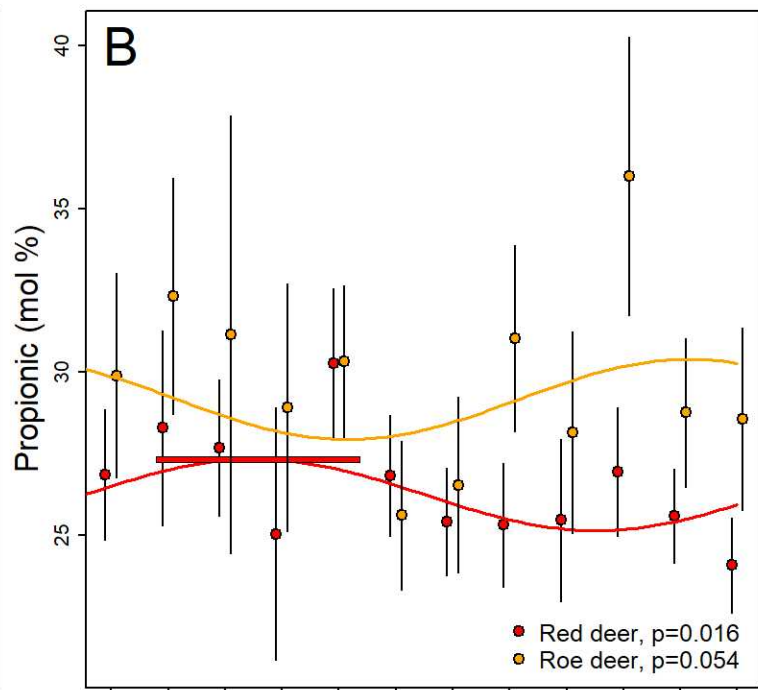 B
40
35
30
25
Propionic (mol %)
Red deer, p=0.016
Roe deer, p=0.054